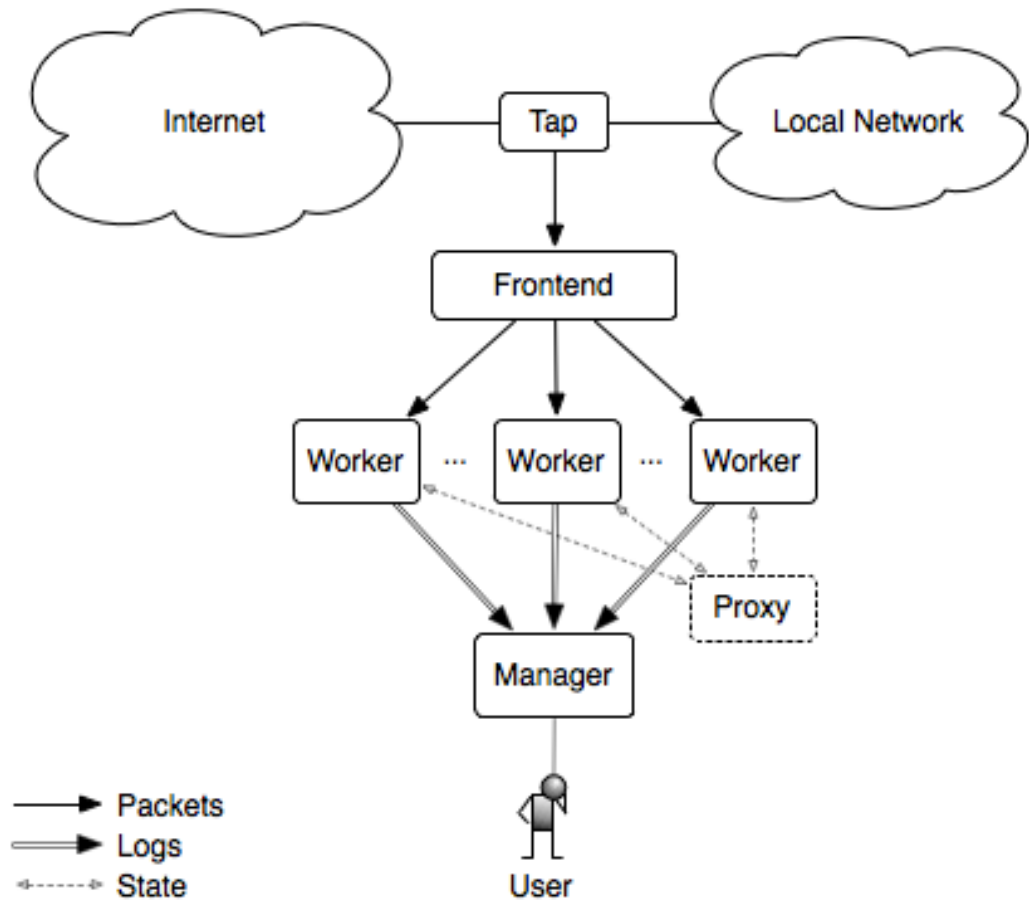 Internet
Tap
Local Network
Frontend
Worker ... Worker ... Worker
Proxy
Manager
Packets
Logs
State
User